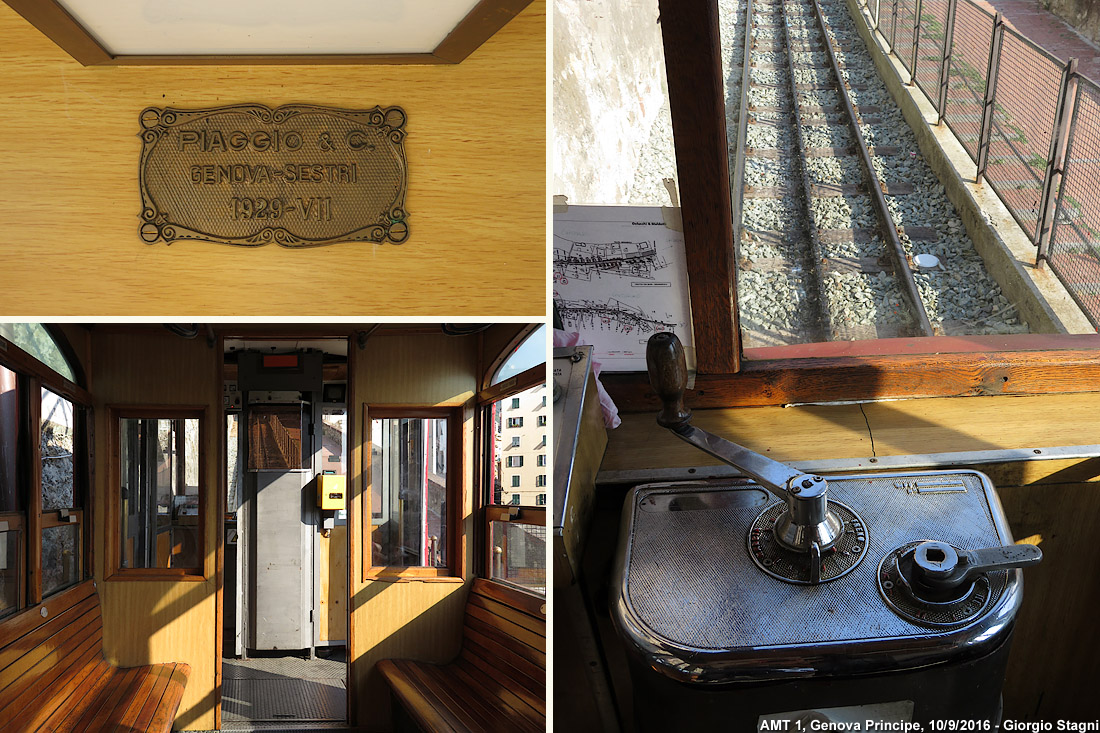 PIAGGIO & C.
GENOVA-SESTRI
1929-VII
AMT 1, Genova Principe, 10/9/2016 - Giorgio Stagni